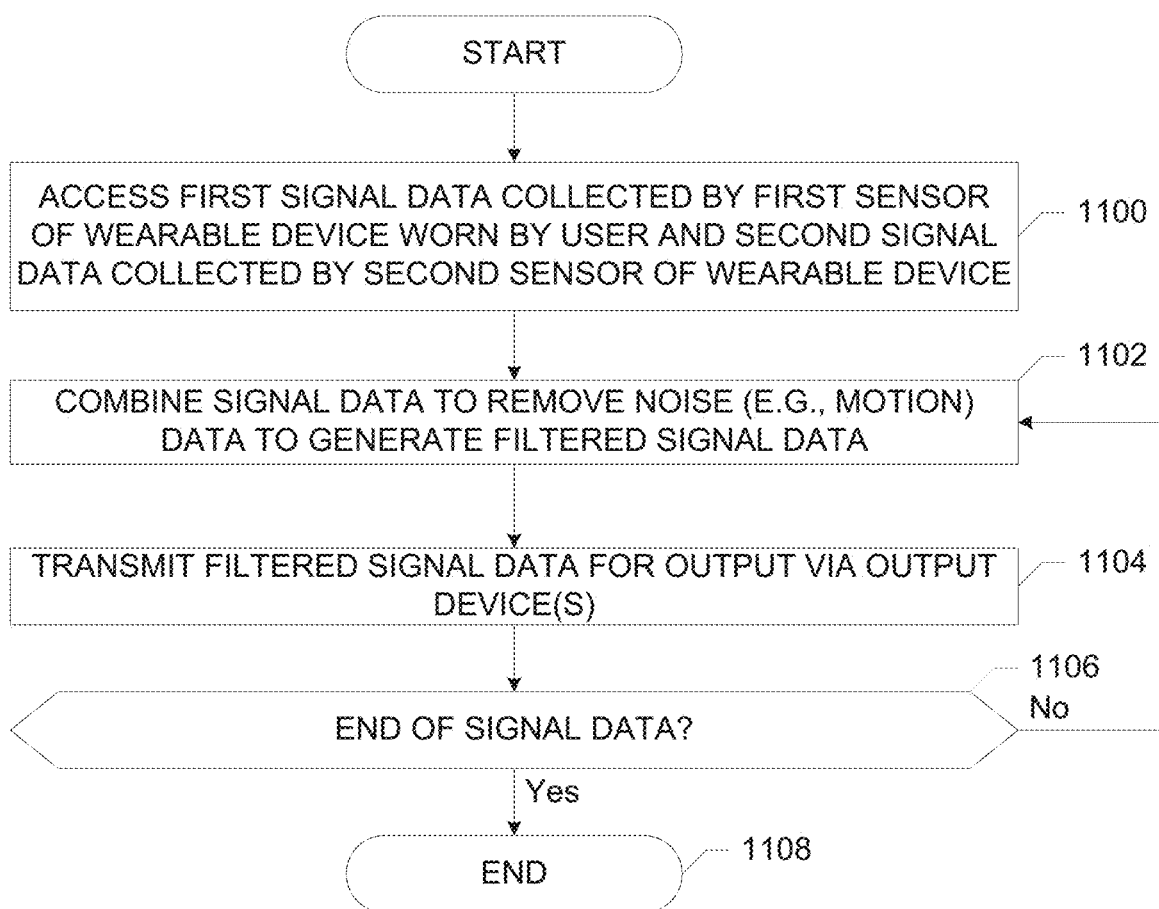 START
ACCESS FIRST SIGNAL DATA COLLECTED BY FIRST SENSOR
OF WEARABLE DEVICE WORN BY USER AND SECOND SIGNAL
DATA COLLECTED BY SECOND SENSOR OF WEARABLE DEVICE
1100
1102
COMBINE SIGNAL DATA TO REMOVE NOISE (E.G., MOTION)
DATA TO GENERATE FILTERED SIGNAL DATA
TRANSMIT FILTERED SIGNAL DATA FOR OUTPUT VIA OUTPUT
DEVICE(S)
1104
1106
END OF SIGNAL DATA?
No
Yes
END
1108